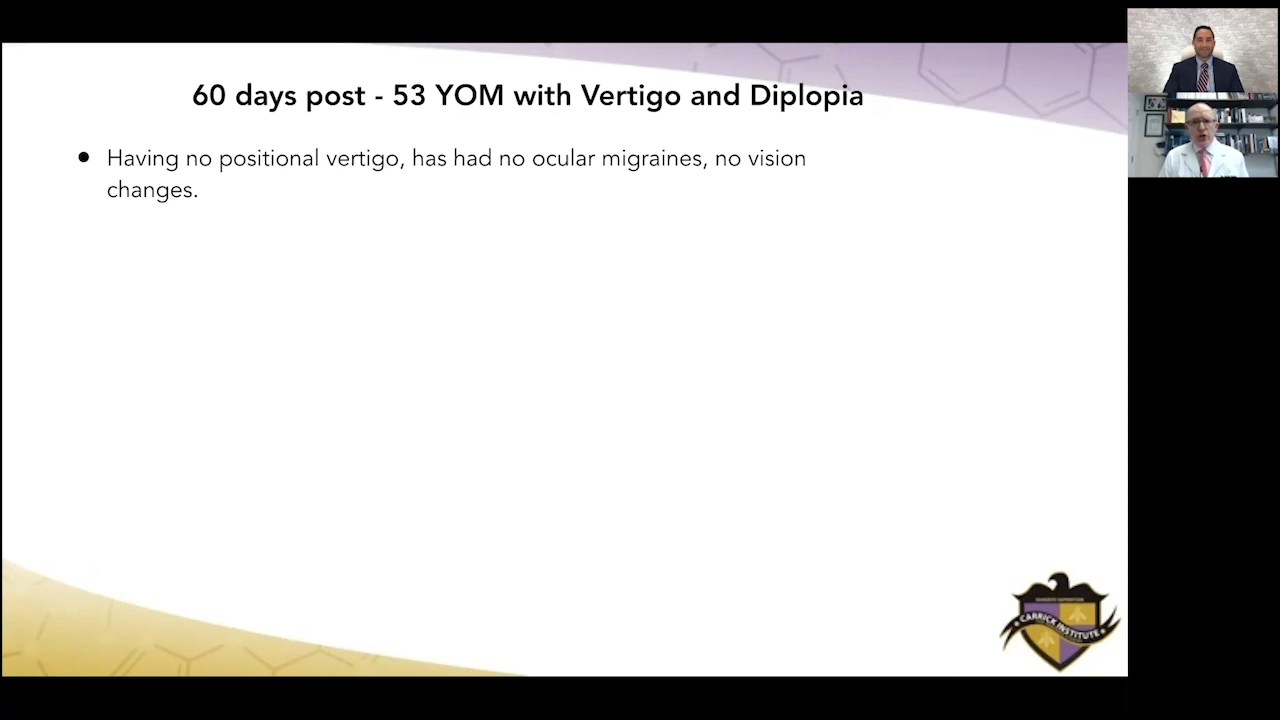 60 days post - 53 YOM with Vertigo and Diplopia
● Having no positional vertigo, has had no ocular migraines, no vision
changes.
CARRICK INSTITUTE